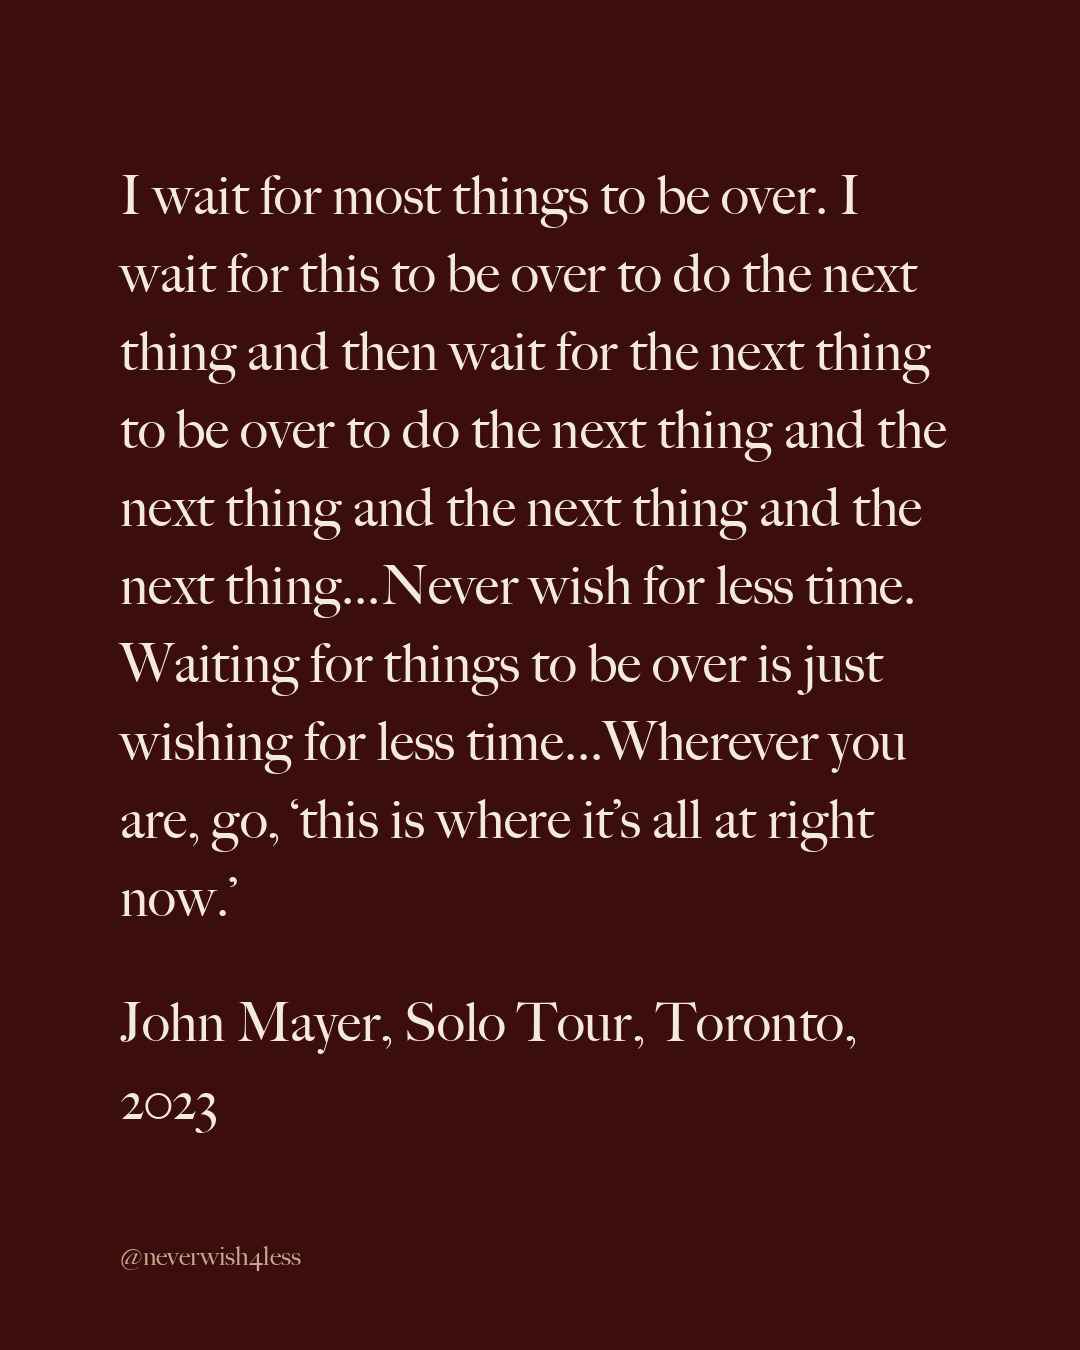 I wait for most things to be over. I
wait for this to be over to do the next
thing and then wait for the next thing
to be over to do the next thing and the
next thing and the next thing and the
next thing...Never wish for less time.
Waiting for things to be over is just
wishing for less time...Wherever you
are, go, ‘this is where it’s all at right
now.’
John Mayer, Solo Tour, Toronto,
2023
@neverwish4less